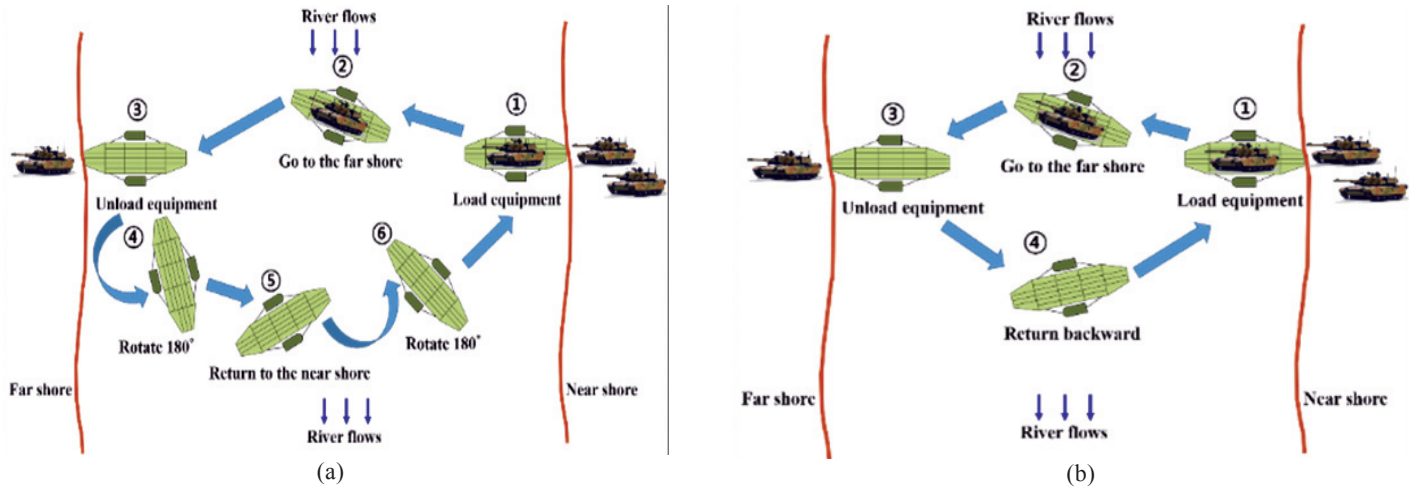 River flows
②
③
①
Go to the far shore
Unload equipment
Load equipment
④
⑥
⑤
Rotate 180°
Rotate 180°
Return to the near shore
Far shore
Near shore
River flows
(a)
River flows
②
③
①
Go to the far shore
Unload equipment
Load equipment
④
Return backward
Far shore
Near shore
River flows
(b)